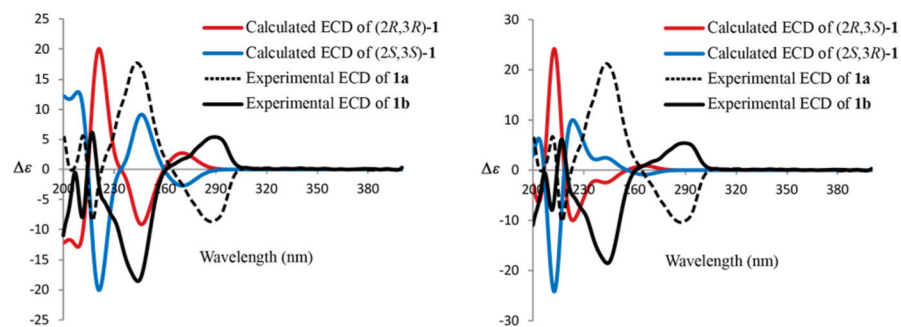 25
20
15
10
5
0
-5
-10
-15
-20
-25
Δε
200 230 260 290 320 350 380
Wavelength (nm)
Calculated ECD of (2R,3R)-1
Calculated ECD of (2S,3S)-1
Experimental ECD of 1a
Experimental ECD of 1b
30
20
10
0
-10
-20
-30
Δε
200 230 260 290 320 350 380
Wavelength (nm)
Calculated ECD of (2R,3S)-1
Calculated ECD of (2S,3R)-1
Experimental ECD of 1a
Experimental ECD of 1b